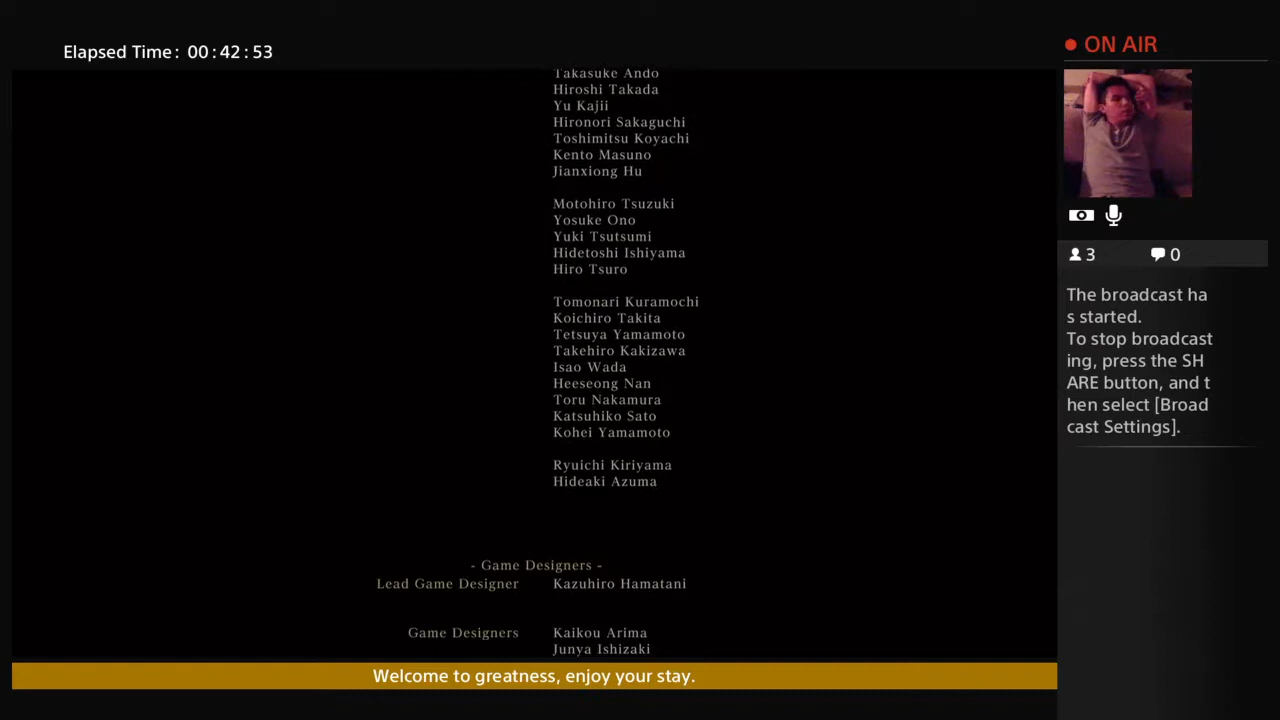 Elapsed Time: 00:42:53
ON AIR
Takasuke Ando
Hiroshi Takada
Yu Kajii
Hironori Sakaguchi
Toshimitsu Koyachi
Kento Masuno
Jianxiong Hu
Motohiro Tsuzuki
Yosuke Ono
Yuki Tsutsumi
Hidetoshi Ishiyama
Hiro Tsuro
Tomonari Kuramochi
Koichiro Takita
Tetsuya Yamamoto
Takehiro Kakizawa
Isao Wada
Heeseong Nan
Toru Nakamura
Katsuhiko Sato
Kohei Yamamoto
Ryuichi Kiriyama
Hideaki Azuma
- Game Designers -
Lead Game Designer Kazuhiro Hamatani
Game Designers Kaikou Arima
Junya Ishizaki
Welcome to greatness, enjoy your stay.
3 0
The broadcast ha
s started.
To stop broadcast
ing, press the SH
ARE button, and t
hen select [Broad
cast Settings].